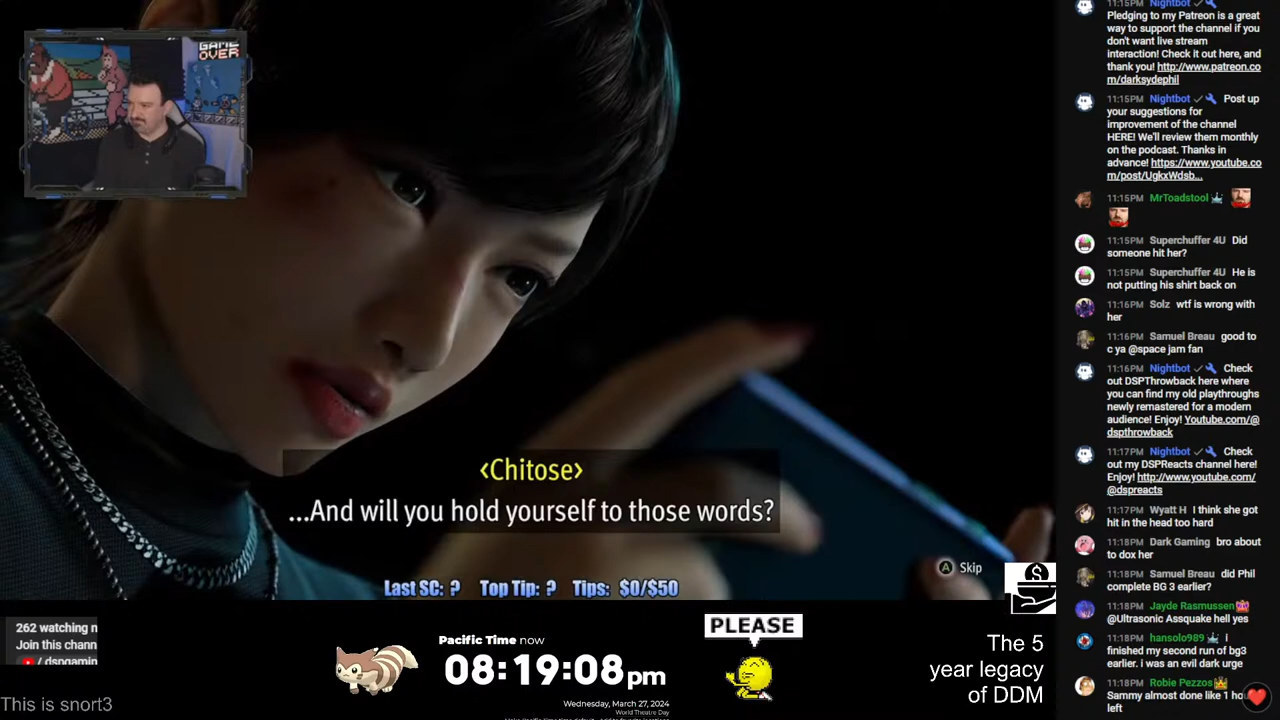 GAME
OVER
<Chitose>
...And will you hold yourself to those words?
A Skip
Last SC: ? Top Tip: ? Tips: $0/$50
262 watching n
Join this chann
/ dspgamin
This is snort3
Pacific Time now
08:19:08pm
Wednesday, March 27, 2024
World Theatre Day
PLEASE
The 5
year legacy
of DDM
11:15PM Nightbot
Pledging to my Patreon is a great
way to support the channel if you
don't want live stream
interaction! Check it out here, and
thank you! http://www.patreon.co
m/darksydephil
11:15PM Nightbot Post up
your suggestions for
improvement of the channel
HERE! We'll review them monthly
on the podcast. Thanks in
advance! https://www.youtube.co
m/post/UgkxWdsb...
11:15PM MrToadstool
11:15PM Superchuffer 4U Did
someone hit her?
11:15PM Superchuffer 4U He is
not putting his shirt back on
11:16PM Solz wtf is wrong with
her
11:16PM Samuel Breau good to
c ya @space jam fan
11:16PM Nightbot Check
out DSPThrowback here where
you can find my old playthroughs
newly remastered for a modern
audience! Enjoy! Youtube.com/@
dspthrowback
11:17PM Nightbot Check
out my DSPReacts channel here!
Enjoy! http://www.youtube.com/
@dspreacts
11:17PM Wyatt H I think she got
hit in the head too hard
11:18PM Dark Gaming bro about
to dox her
11:18PM Samuel Breau did Phil
complete BG 3 earlier?
11:18PM Jayde Rasmussen
@Ultrasonic Assquake hell yes
11:18PM hansolo989 i
finished my second run of bg3
earlier. i was an evil dark urge
11:18PM Robie Pezzos
Sammy almost done like 1 ho
left